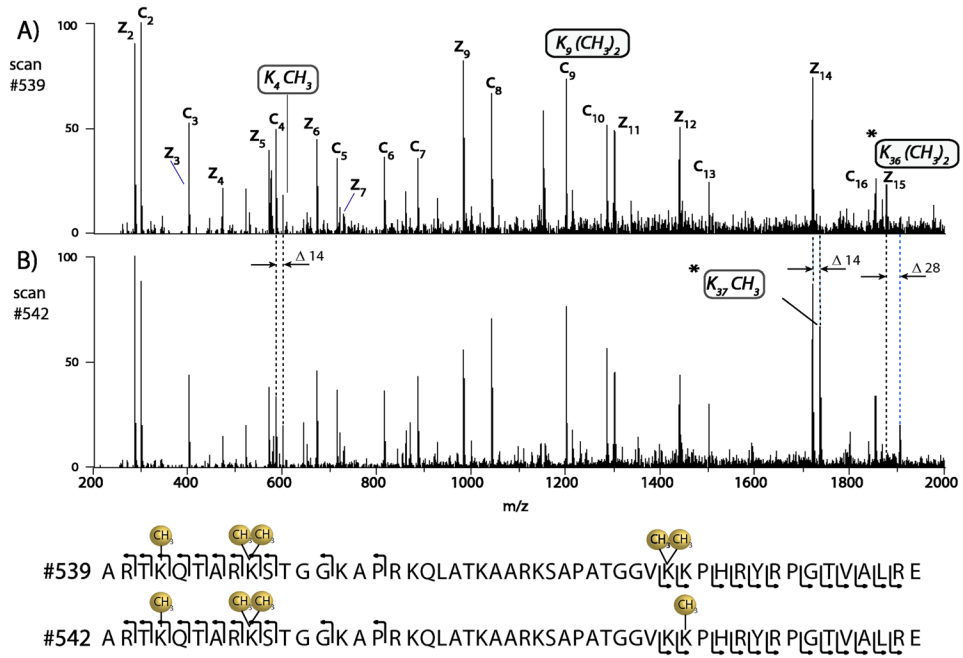 A)
scan
#539
100
50
0
Z2
C2
Z3
C3
Z4
Z5
C4
K4 CH3
Z6
C5
Z7
C6
C7
Z9
C8
K9 (CH3)2
C9
C10
Z11
Z12
C13
Z14
C16
*
K36 (CH3)2
Z15
B)
scan
#542
100
50
0
Δ 14
*
K37 CH3
Δ 14
Δ 28
200 400 600 800 1000 1200 1400 1600 1800 2000
m/z
CH3 CH3 CH3 CH3 CH3
#539 A R T K Q T A R K S T G G K A P R K Q L A T K A A R K S A P A T G G V K K P H R Y R P G T V A L R E
CH3 CH3 CH3 CH3
#542 A R T K Q T A R K S T G G K A P R K Q L A T K A A R K S A P A T G G V K K P H R Y R P G T V A L R E